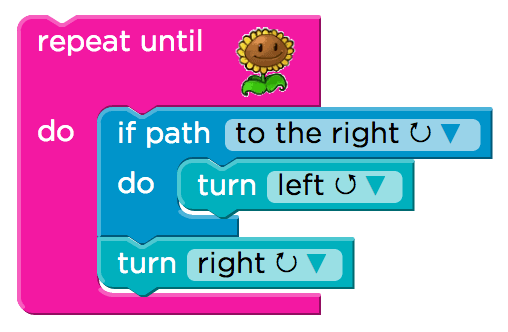 repeat until
do if path to the right ↻ ▼
do turn left ↺ ▼
turn right ↻ ▼